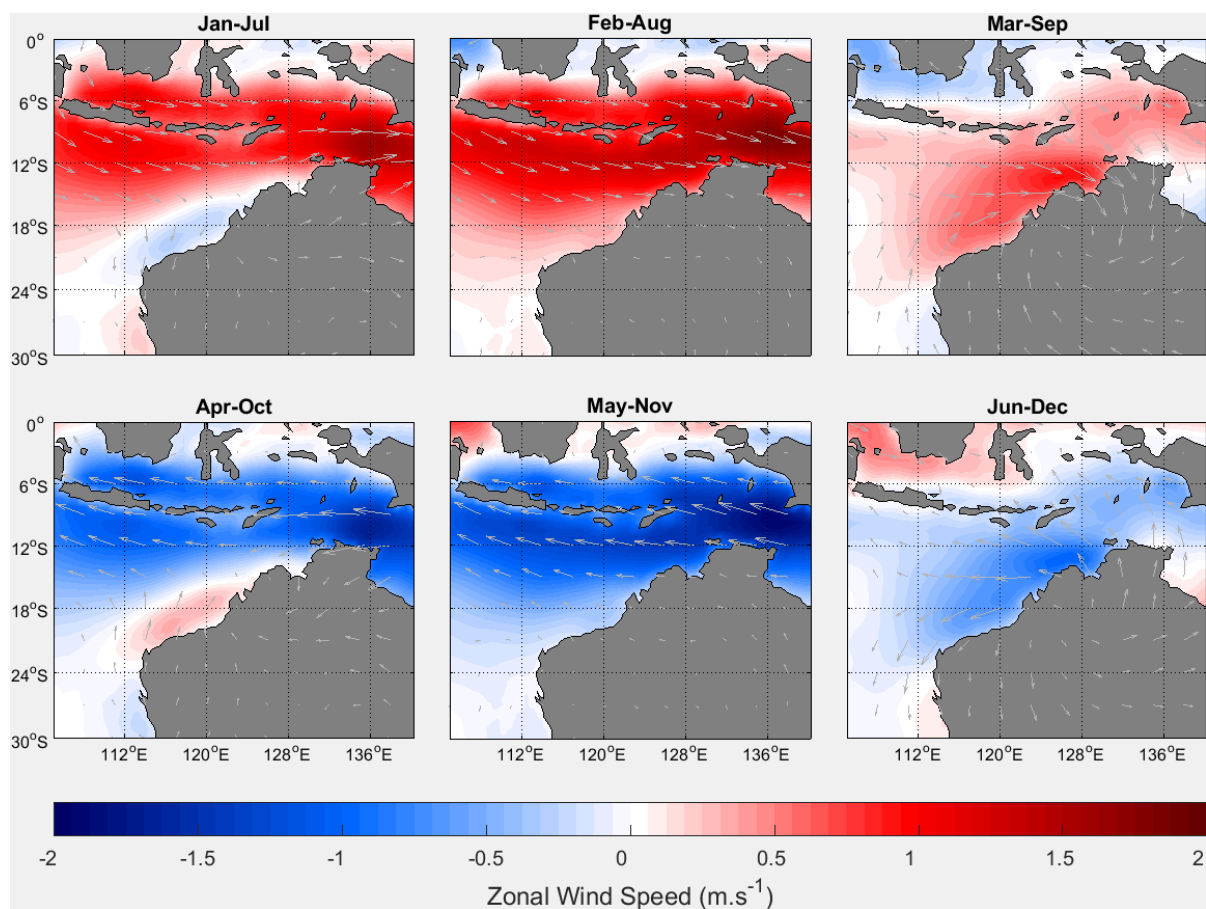 Jan-Jul Feb-Aug Mar-Sep
0°
6°S
12°S
18°S
24°S
30°S
Apr-Oct May-Nov Jun-Dec
0°
6°S
12°S
18°S
24°S
30°S
112°E 120°E 128°E 136°E 112°E 120°E 128°E 136°E 112°E 120°E 128°E 136°E
-2 -1.5 -1 -0.5 0 0.5 1 1.5 2
Zonal Wind Speed (m.s⁻¹)